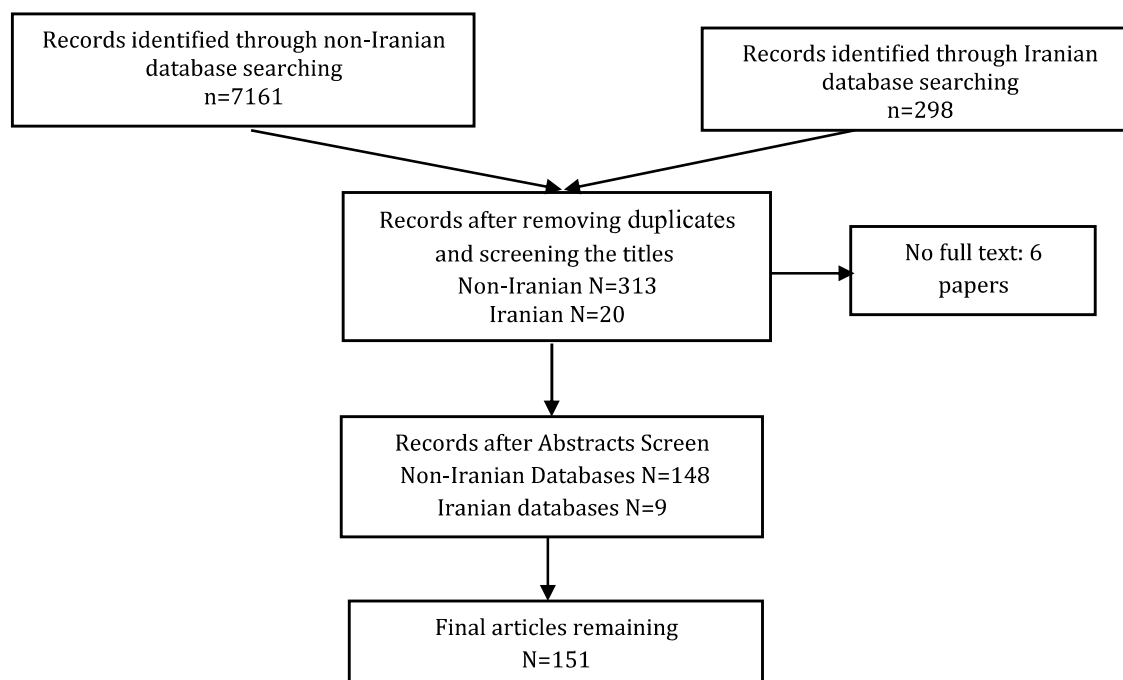 Records identified through non-Iranian
database searching
n=7161
Records identified through Iranian
database searching
n=298
Records after removing duplicates
and screening the titles
Non-Iranian N=313
Iranian N=20
No full text: 6
papers
Records after Abstracts Screen
Non-Iranian Databases N=148
Iranian databases N=9
Final articles remaining
N=151